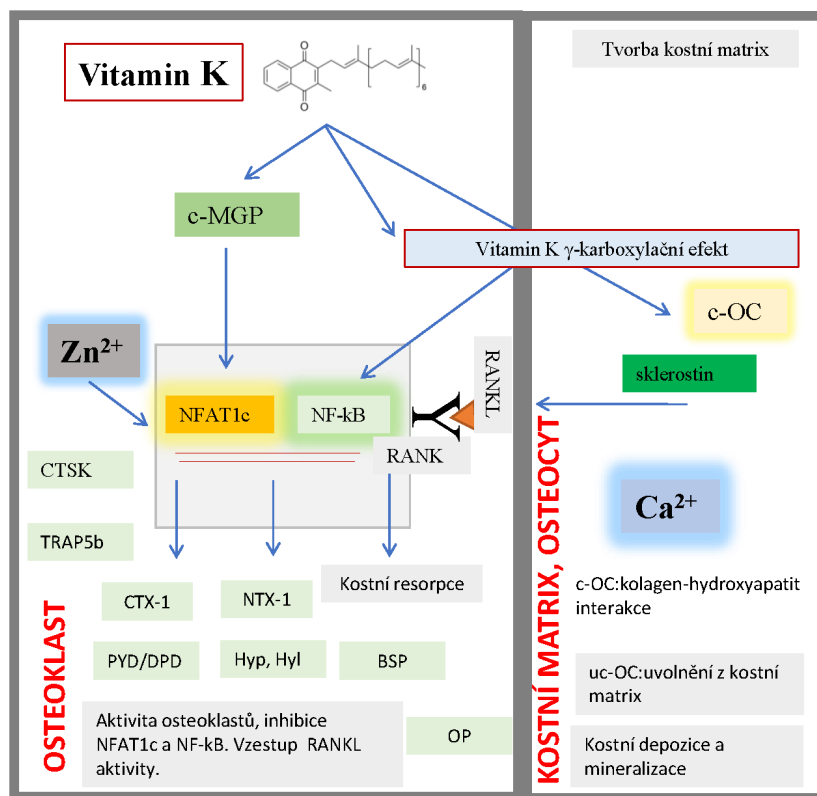 Vitamin K
O
O
6
c-MGP
Vitamin K γ-karboxylační efekt
Zn2+
NFAT1c
NF-kB
RANKL
RANK
CTSK
TRAP5b
CTX-1
NTX-1
Kostní resorpce
PYD/DPD
Hyp, Hyl
BSP
Aktivita osteoklastů, inhibice
NFAT1c a NF-kB. Vzestup RANKL
aktivity.
OP
OSTEOKLAST
Tvorba kostní matrix
c-OC
sklerostin
Ca2+
c-OC:kolagen-hydroxyapatit
interakce
uc-OC:uvolnění z kostní
matrix
Kostní depozice a
mineralizace
KOSTNÍ MATRIX, OSTEOCYT